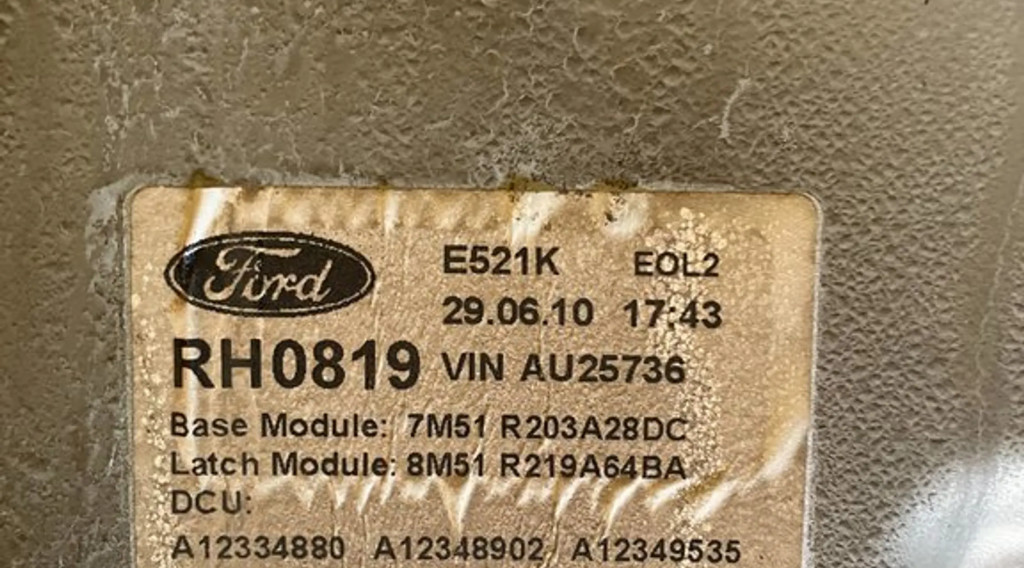 Ford
E521K EOL2
29.06.10 17:43
RH0819 VIN AU25736
Base Module: 7M51 R203A28DC
Latch Module: 8M51 R219A64BA
DCU:
A12334880 A12348902 A12349535